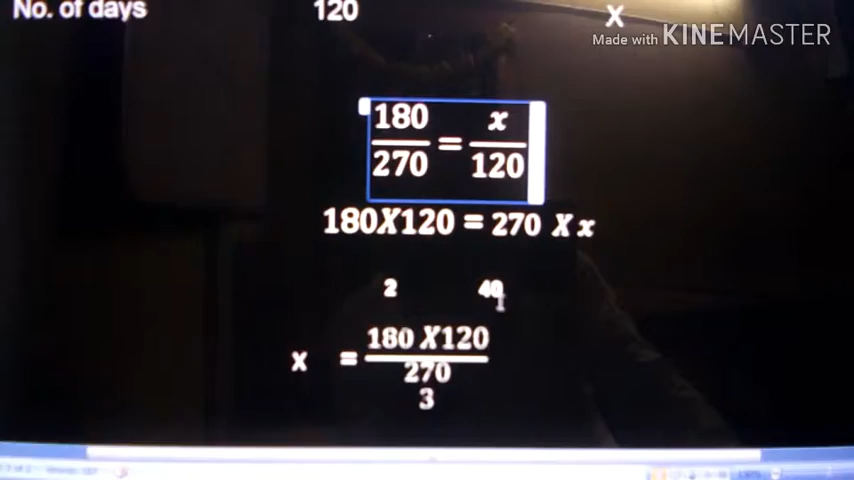 No. of days 120 X
Made with KINEMASTER
180/270 = x/120
180X120 = 270 X x
2 40
x = 180 X120/270
3